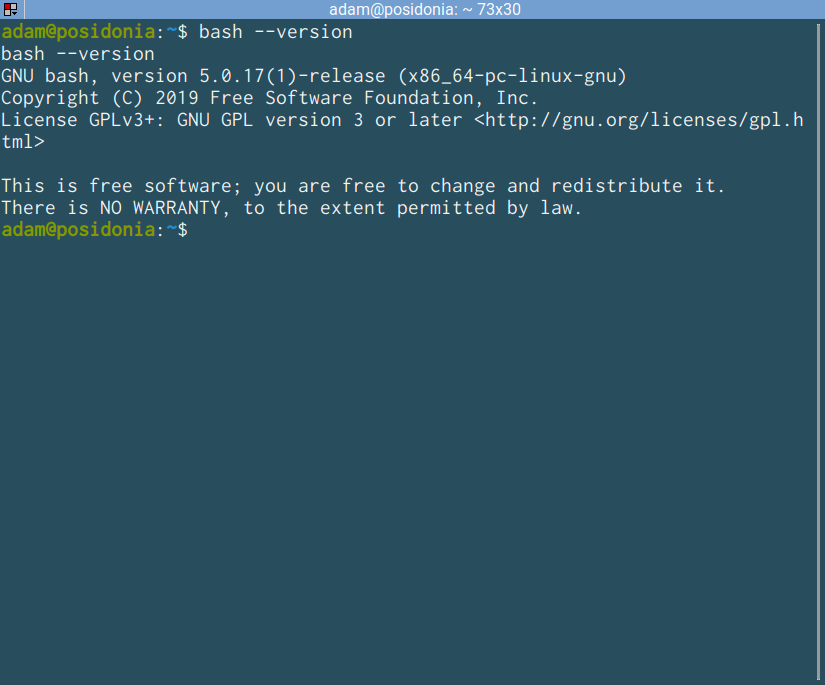 adam@posidonia: ~ 73x30
adam@posidonia:~$ bash --version
bash --version
GNU bash, version 5.0.17(1)-release (x86_64-pc-linux-gnu)
Copyright (C) 2019 Free Software Foundation, Inc.
License GPLv3+: GNU GPL version 3 or later <http://gnu.org/licenses/gpl.h
tml>

This is free software; you are free to change and redistribute it.
There is NO WARRANTY, to the extent permitted by law.
adam@posidonia:~$